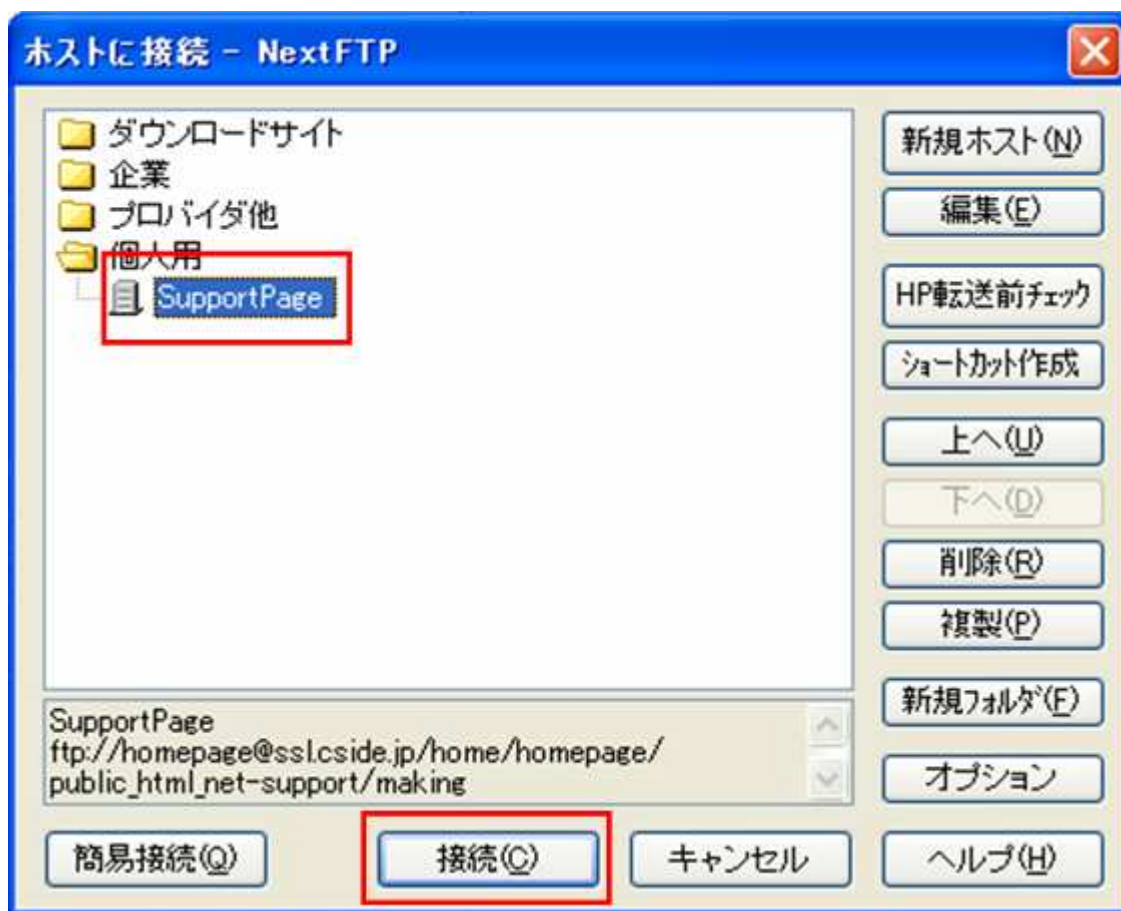 ホストに接続 - NextFTP
ダウンロードサイト
企業
プロバイダ他
個人用
SupportPage
新規ホスト(N)
編集(E)
HP転送前チェック
ショートカット作成
上へ(U)
下へ(D)
削除(R)
複製(P)
新規フォルダ(F)
オプション
SupportPage
ftp://homepage@ssl.cside.jp/home/homepage/
public_html_net-support/making
簡易接続(Q)
接続(C)
キャンセル
ヘルプ(H)